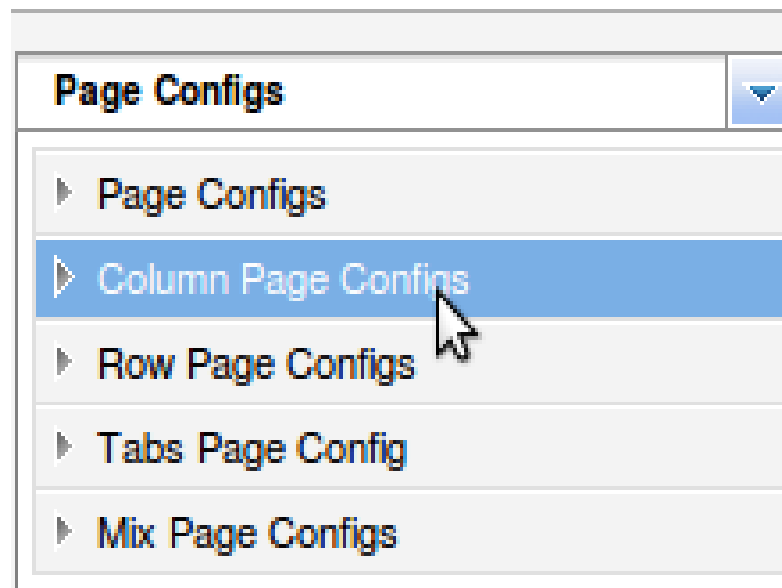 Page Configs
Page Configs
Column Page Configs
Row Page Configs
Tabs Page Config
Mix Page Configs